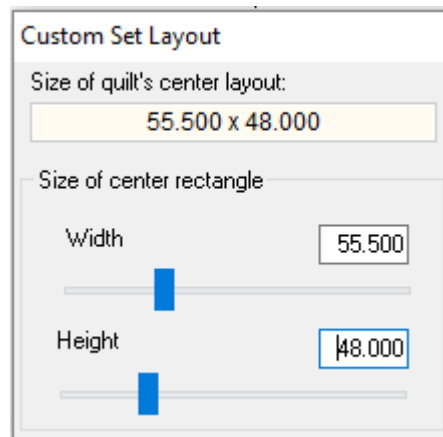 Custom Set Layout
Size of quilt's center layout:
55.500 x 48.000
Size of center rectangle
Width 55.500
Height 48.000